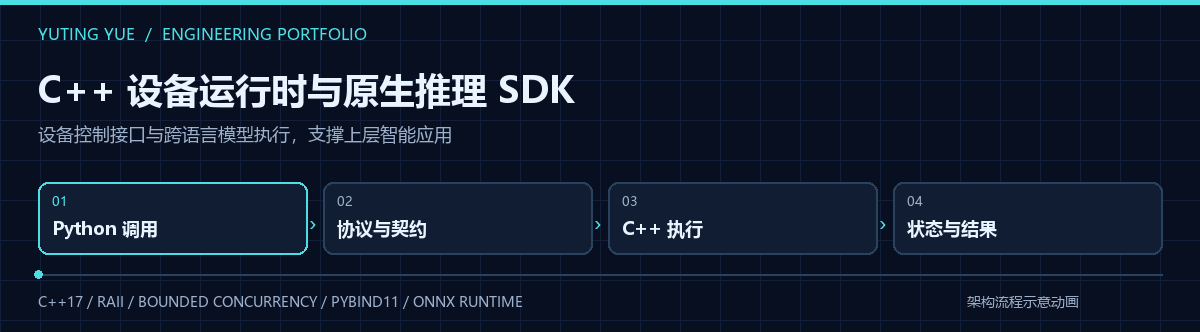 YUTING YUE / ENGINEERING PORTFOLIO
C++ 设备运行时与原生推理 SDK
设备控制接口与跨语言模型执行，支撑上层智能应用
01
Python 调用
›
02
协议与契约
›
03
C++ 执行
›
04
状态与结果
C++17 / RAII / BOUNDED CONCURRENCY / PYBIND11 / ONNX RUNTIME
架构流程示意动画